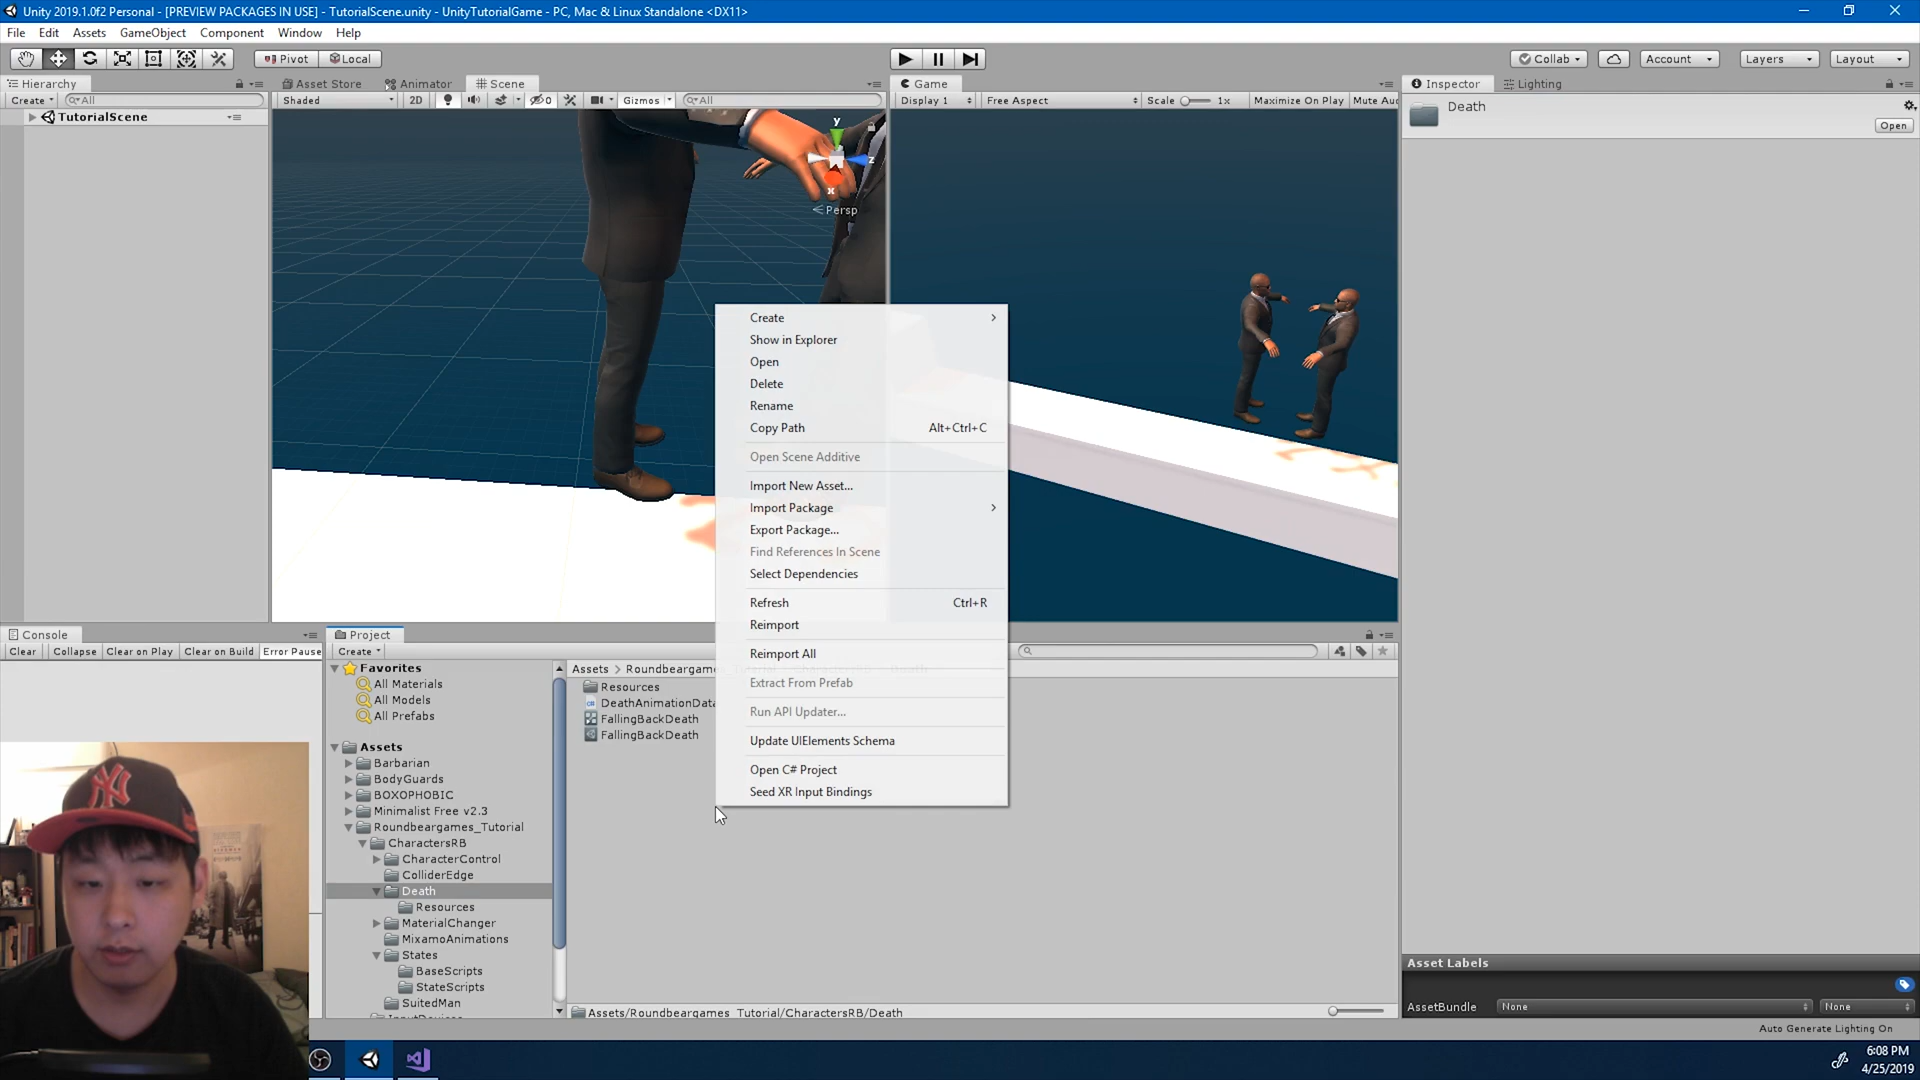 Unity 2019.1.0f2 Personal - [PREVIEW PACKAGES IN USE] - TutorialScene.unity - UnityTutorialGame - PC, Mac & Linux Standalone <DX11>
File Edit Assets GameObject Component Window Help
Pivot Local Collab Account Layers Layout
Hierarchy Asset Store Animator Scene Game Inspector Lighting
Create All Shaded 2D 0 Gizmos All Display 1 Free Aspect Scale 1x Maximize On Play Mute Au
TutorialScene
Death
Open
y
z
x
Persp
Create
Show in Explorer
Open
Delete
Rename
Copy Path Alt+Ctrl+C
Open Scene Additive
Import New Asset...
Import Package
Export Package...
Find References In Scene
Select Dependencies
Refresh Ctrl+R
Reimport
Reimport All
Extract From Prefab
Run API Updater...
Update UIElements Schema
Open C# Project
Seed XR Input Bindings
Console Project
Clear Collapse Clear on Play Clear on Build Error Pause Create
Favorites
All Materials
All Models
All Prefabs
Assets
Barbarian
BodyGuards
BOXOPHOBIC
Minimalist Free v2.3
Roundbeargames_Tutorial
CharactersRB
CharacterControl
ColliderEdge
Death
Resources
MaterialChanger
MixamoAnimations
States
BaseScripts
StateScripts
SuitedMan
Assets > Roundbeargames
Resources
DeathAnimationData
FallingBackDeath
FallingBackDeath
Assets/Roundbeargames_Tutorial/CharactersRB/Death
Asset Labels
AssetBundle None None
Auto Generate Lighting On
6:08 PM
4/25/2019